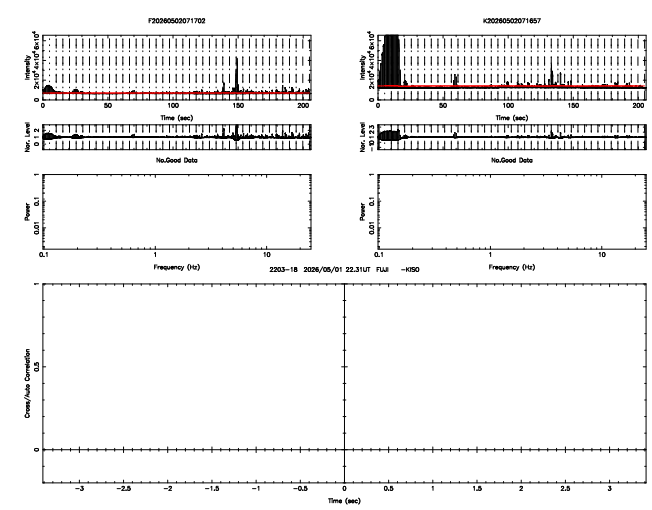 F20260502071702
K20260502071657
Intensity
0 2×10⁴ 4×10⁴ 6×10⁴
0 50 100 150 200
Time (sec)
Intensity
0 2×10⁴ 4×10⁴ 6×10⁴
0 50 100 150 200
Time (sec)
Nor. Level
0 1 2
Nor. Level
-1 0 1 2 3
No.Good Data
No.Good Data
Power
0.01 0.1 1
0.1 1 10
Frequency (Hz)
Power
0.01 0.1 1
0.1 1 10
Frequency (Hz)
2203-18 2026/05/01 22.31UT FUJI -KISO
Cross/Auto Correlation
0 0.5 1
-3 -2.5 -2 -1.5 -1 -0.5 0 0.5 1 1.5 2 2.5 3
Time (sec)